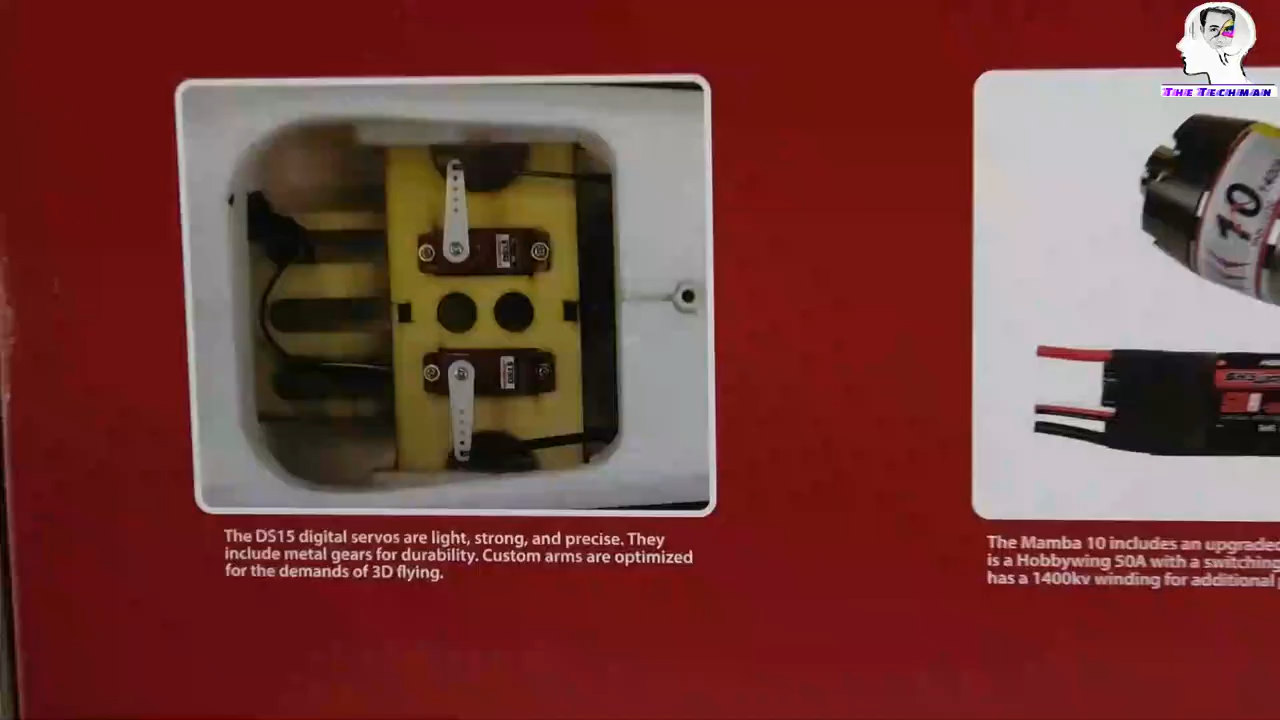 THE TECHMAN
10
The DS15 digital servos are light, strong, and precise. They
include metal gears for durability. Custom arms are optimized
for the demands of 3D flying.
The Mamba 10 includes an upgrade
is a Hobbywing 50A with a switching
has a 1400kv winding for additional